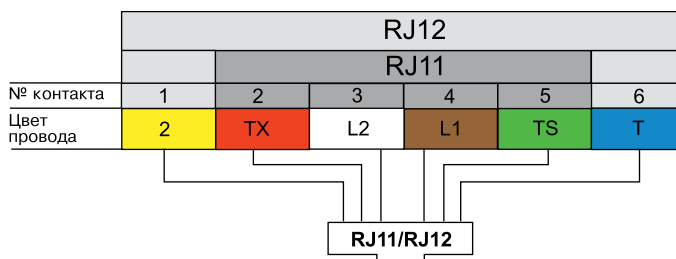 RJ12
RJ11
№ контакта 1 2 3 4 5 6
Цвет
провода
2 TX L2 L1 TS T
RJ11/RJ12